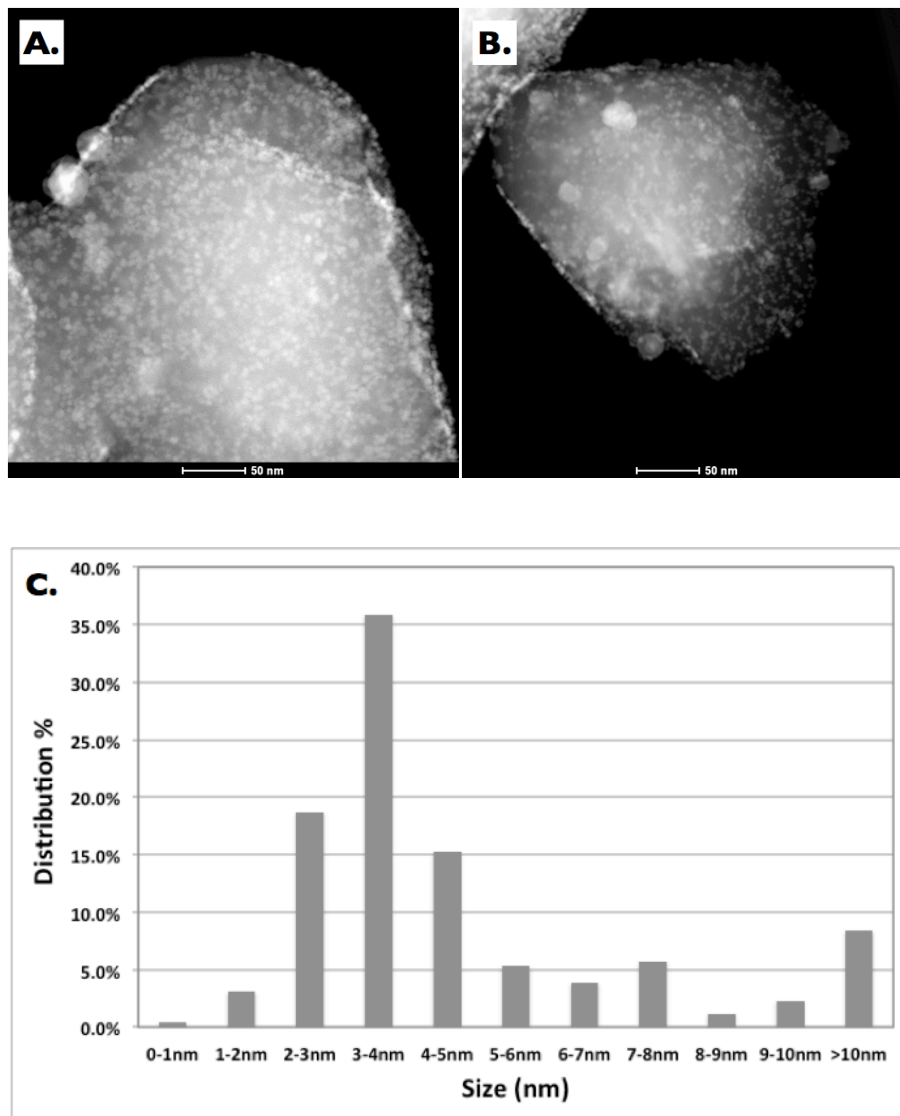 A.
B.
50 nm
50 nm
C.
40.0%
35.0%
30.0%
25.0%
20.0%
15.0%
10.0%
5.0%
0.0%
Distribution %
0-1nm 1-2nm 2-3nm 3-4nm 4-5nm 5-6nm 6-7nm 7-8nm 8-9nm 9-10nm >10nm
Size (nm)